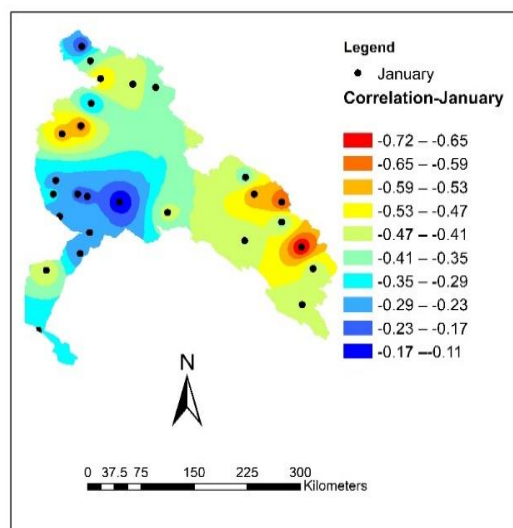 Legend
January
Correlation-January
-0.72 – -0.65
-0.65 – -0.59
-0.59 – -0.53
-0.53 – -0.47
-0.47 – -0.41
-0.41 – -0.35
-0.35 – -0.29
-0.29 – -0.23
-0.23 – -0.17
-0.17 –-0.11
N
0 37.5 75 150 225 300
Kilometers